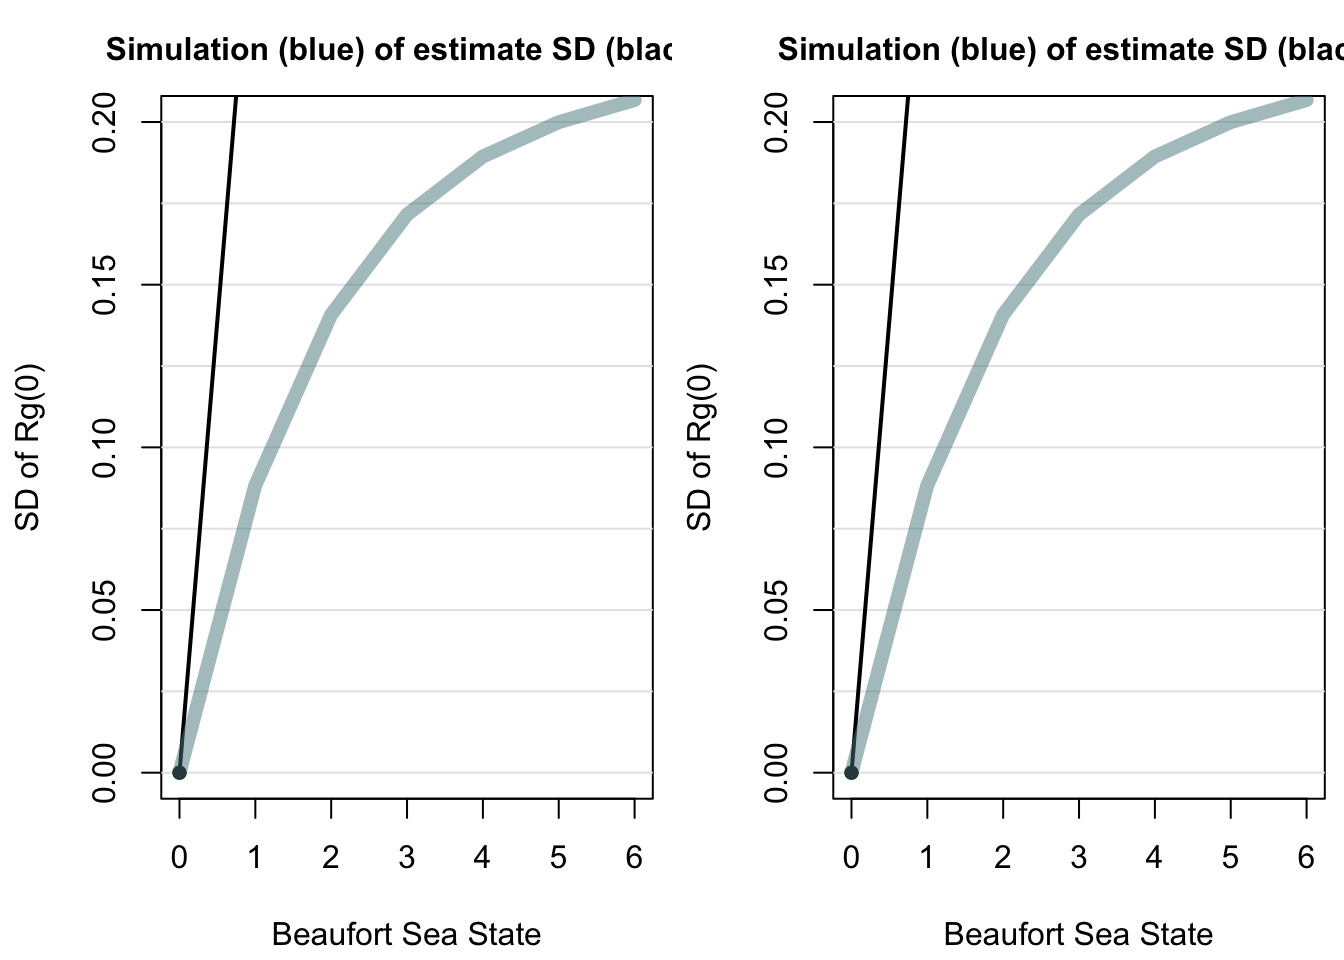 Simulation (blue) of estimate SD (blac
SD of Rg(0)
0.20
0.15
0.10
0.05
0.00
0 1 2 3 4 5 6
Beaufort Sea State
Simulation (blue) of estimate SD (blac
SD of Rg(0)
0.20
0.15
0.10
0.05
0.00
0 1 2 3 4 5 6
Beaufort Sea State